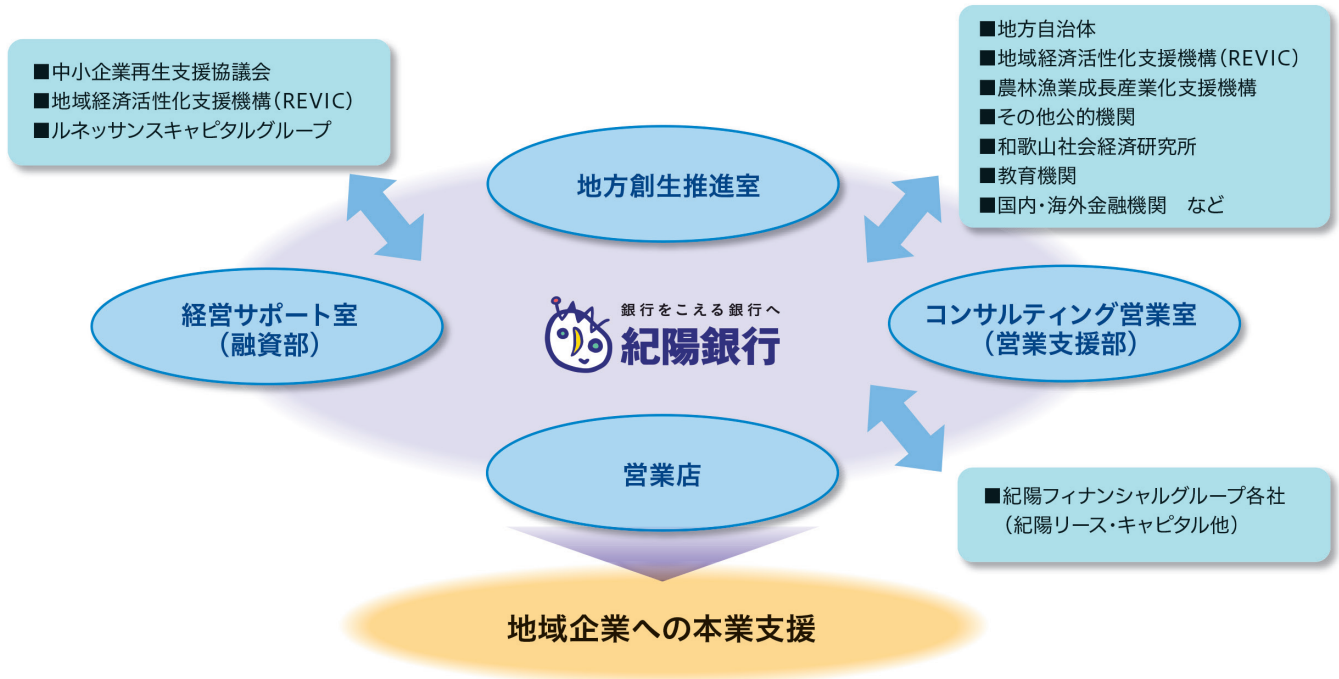 ■中小企業再生支援協議会
■地域経済活性化支援機構(REVIC)
■ルネッサンスキャピタルグループ
■地方自治体
■地域経済活性化支援機構(REVIC)
■農林漁業成長産業化支援機構
■その他公的機関
■和歌山社会経済研究所
■教育機関
■国内・海外金融機関 など
地方創生推進室
経営サポート室
(融資部)
銀行をこえる銀行へ
紀陽銀行
コンサルティング営業室
(営業支援部)
営業店
■紀陽フィナンシャルグループ各社
(紀陽リース・キャピタル他)
地域企業への本業支援